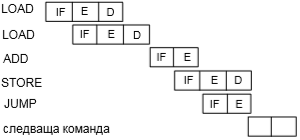 LOAD IF E D
LOAD IF E D
ADD IF E
STORE IF E D
JUMP IF E
следваща команда